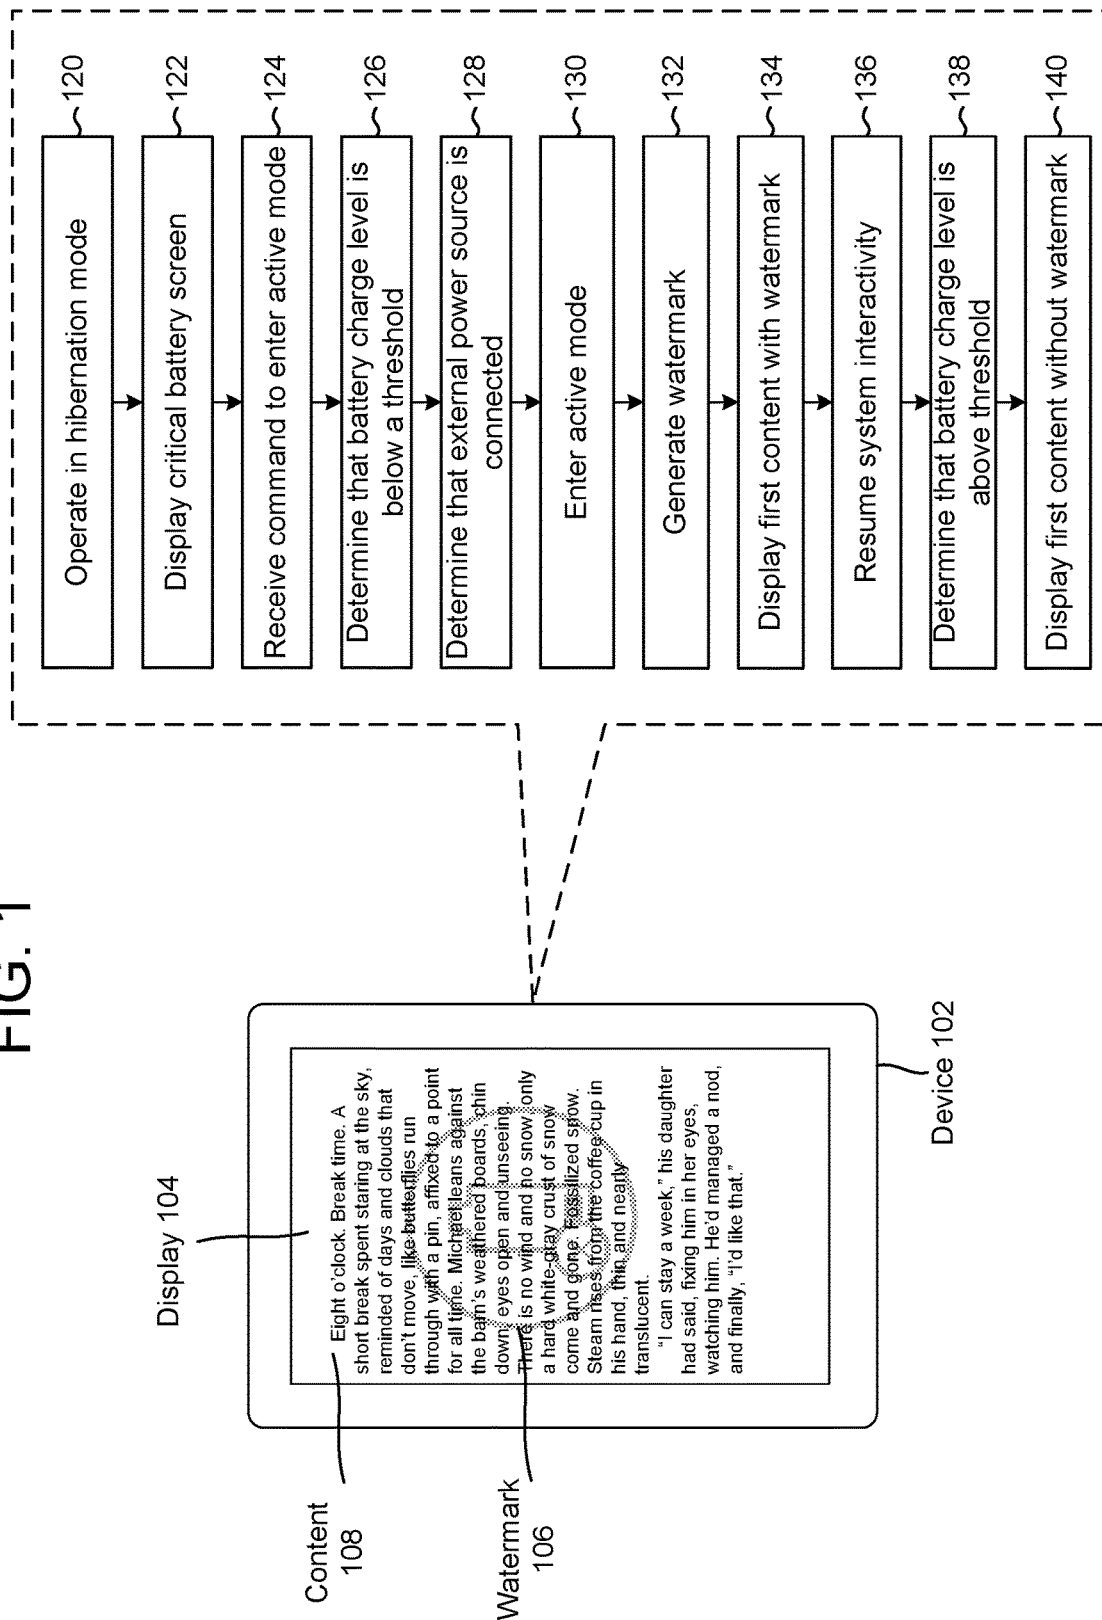 FIG. 1
Display 104
Content
108
Watermark
106
Device 102
Eight o'clock. Break time. A
short break spent staring at the sky,
reminded of days and clouds that
don't move, like butterflies run
through with a pin, affixed to a point
for all time. Michael leans against
the barn's weathered boards, chin
down, eyes open and unseeing.
There is no wind and no snow, only
a hard white-gray crust of snow
come and gone. Fossilized snow.
Steam rises from the coffee cup in
his hand, thin and nearly
translucent.
"I can stay a week," his daughter
had said, fixing him in her eyes,
watching him. He'd managed a nod,
and finally, "I'd like that."
Operate in hibernation mode
120
Display critical battery screen
122
Receive command to enter active mode
124
Determine that battery charge level is
below a threshold
126
Determine that external power source is
connected
128
Enter active mode
130
Generate watermark
132
Display first content with watermark
134
Resume system interactivity
136
Determine that battery charge level is
above threshold
138
Display first content without watermark
140